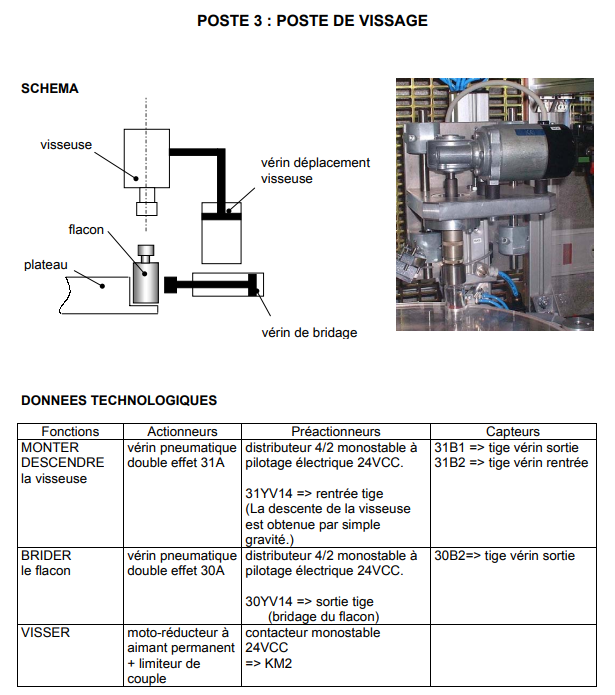 POSTE 3 : POSTE DE VISSAGE
SCHEMA
visseuse
vérin déplacement
visseuse
flacon
plateau
vérin de bridage
DONNEES TECHNOLOGIQUES
Fonctions Actionneurs Préactionneurs Capteurs
MONTER vérin pneumatique distributeur 4/2 monostable à 31B1 => tige vérin sortie
DESCENDRE double effet 31A pilotage électrique 24VCC. 31B2 => tige vérin rentrée
la visseuse
31YV14 => rentrée tige
(La descente de la visseuse
est obtenue par simple
gravité.)
BRIDER vérin pneumatique distributeur 4/2 monostable à 30B2=> tige vérin sortie
le flacon double effet 30A pilotage électrique 24VCC.
30YV14 => sortie tige
(bridage du flacon)
VISSER moto-réducteur à contacteur monostable
aimant permanent 24VCC
+ limiteur de => KM2
couple